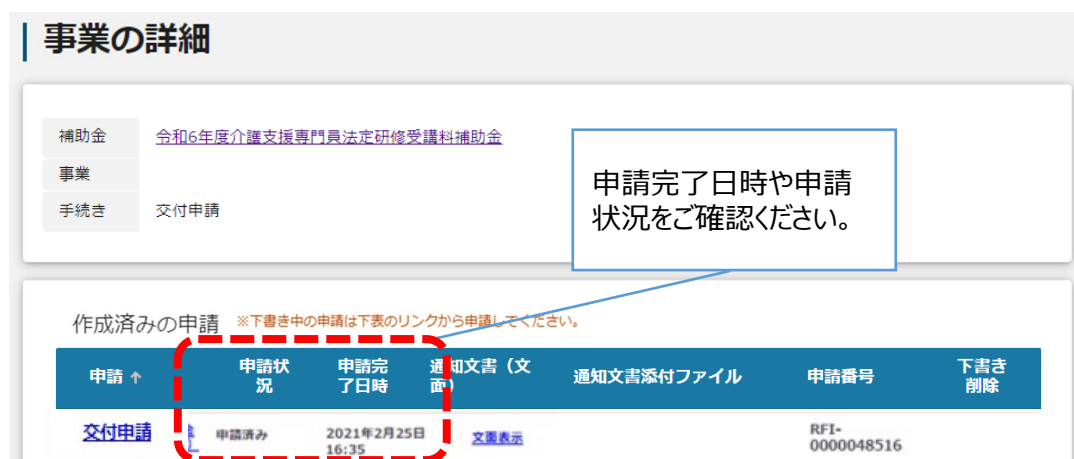 事業の詳細
補助金 令和6年度介護支援専門員法定研修受講料補助金
事業
手続き 交付申請
申請完了日時や申請
状況をご確認ください。
作成済みの申請 ※下書き中の申請は下表のリンクから申請してください。
申請↑ 申請状況 申請完了日時 通知文書（文面） 通知文書添付ファイル 申請番号 下書き削除
交付申請 申請済み 2021年2月25日 文面表示 RFI-
16:35 0000048516